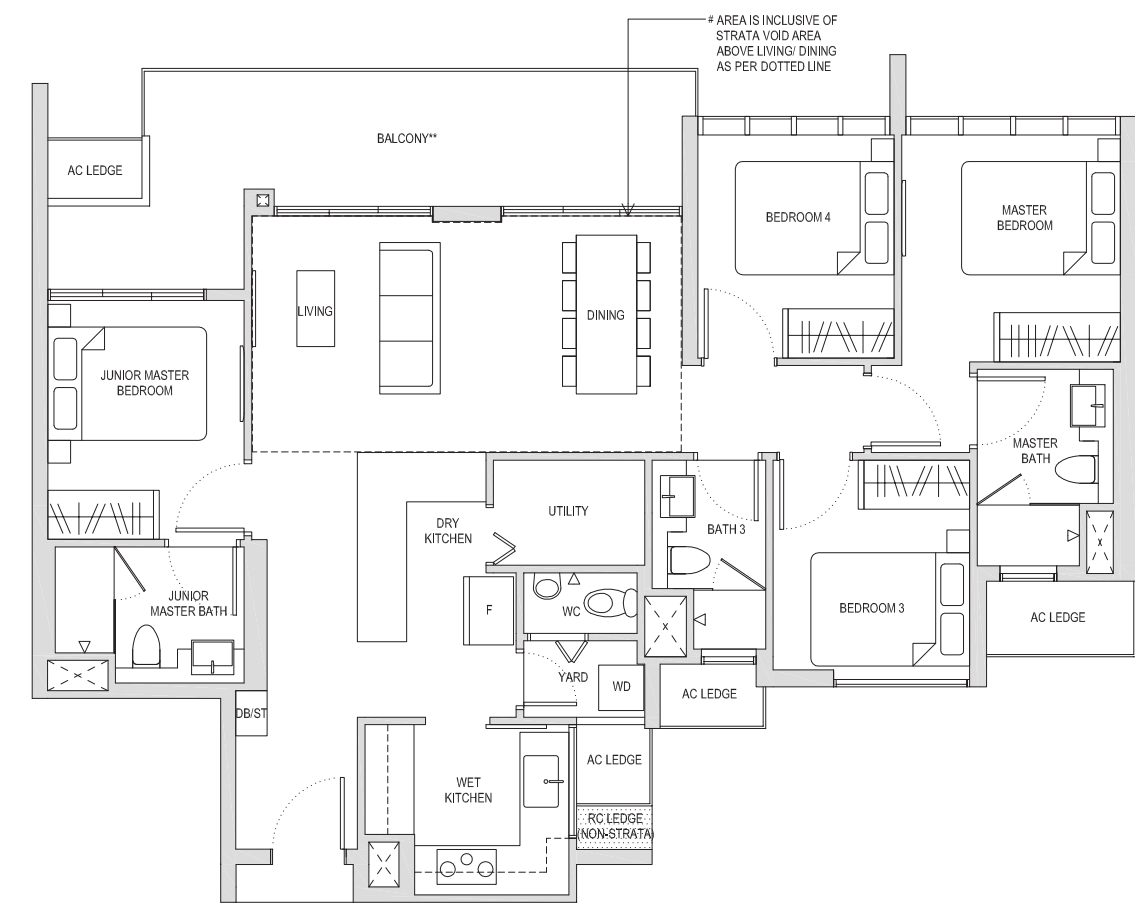 # AREA IS INCLUSIVE OF
STRATA VOID AREA
ABOVE LIVING/ DINING
AS PER DOTTED LINE
BALCONY**
AC LEDGE
BEDROOM 4
MASTER
BEDROOM
LIVING
DINING
JUNIOR MASTER
BEDROOM
MASTER
BATH
UTILITY
DRY
KITCHEN
BATH 3
JUNIOR
MASTER BATH
F
WC
BEDROOM 3
AC LEDGE
YARD
WD
AC LEDGE
DB/ST
AC LEDGE
WET
KITCHEN
RC LEDGE
(NON-STRATA)